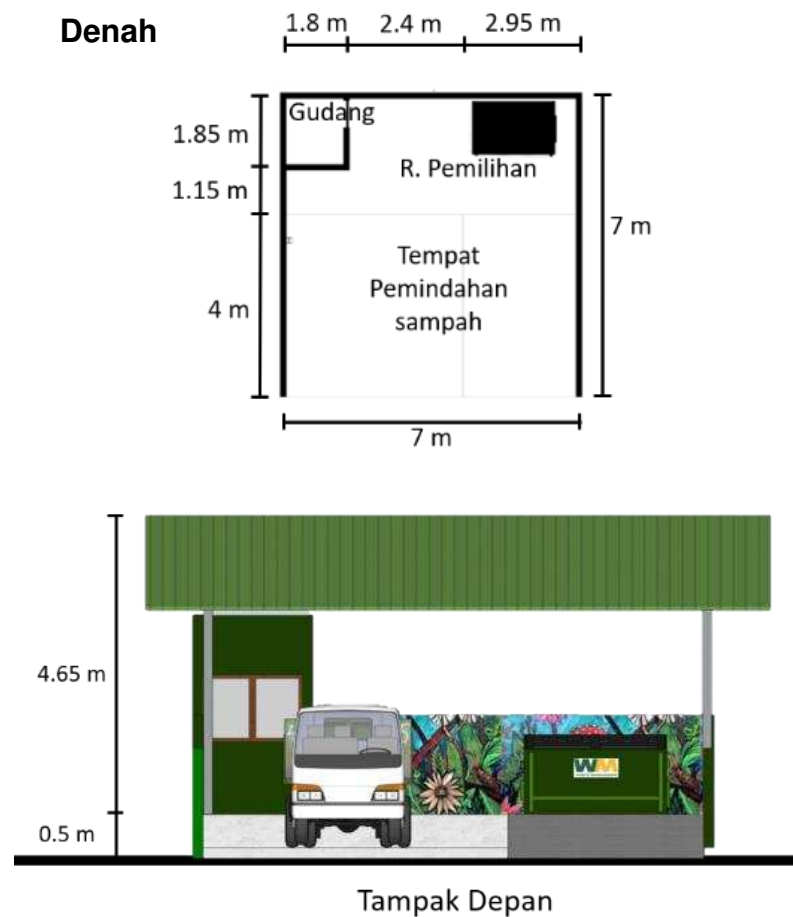 Denah
1.8 m 2.4 m 2.95 m
Gudang
1.85 m
R. Pemilihan
1.15 m
7 m
Tempat
Pemindahan
sampah
4 m
7 m
4.65 m
WM
0.5 m
Tampak Depan